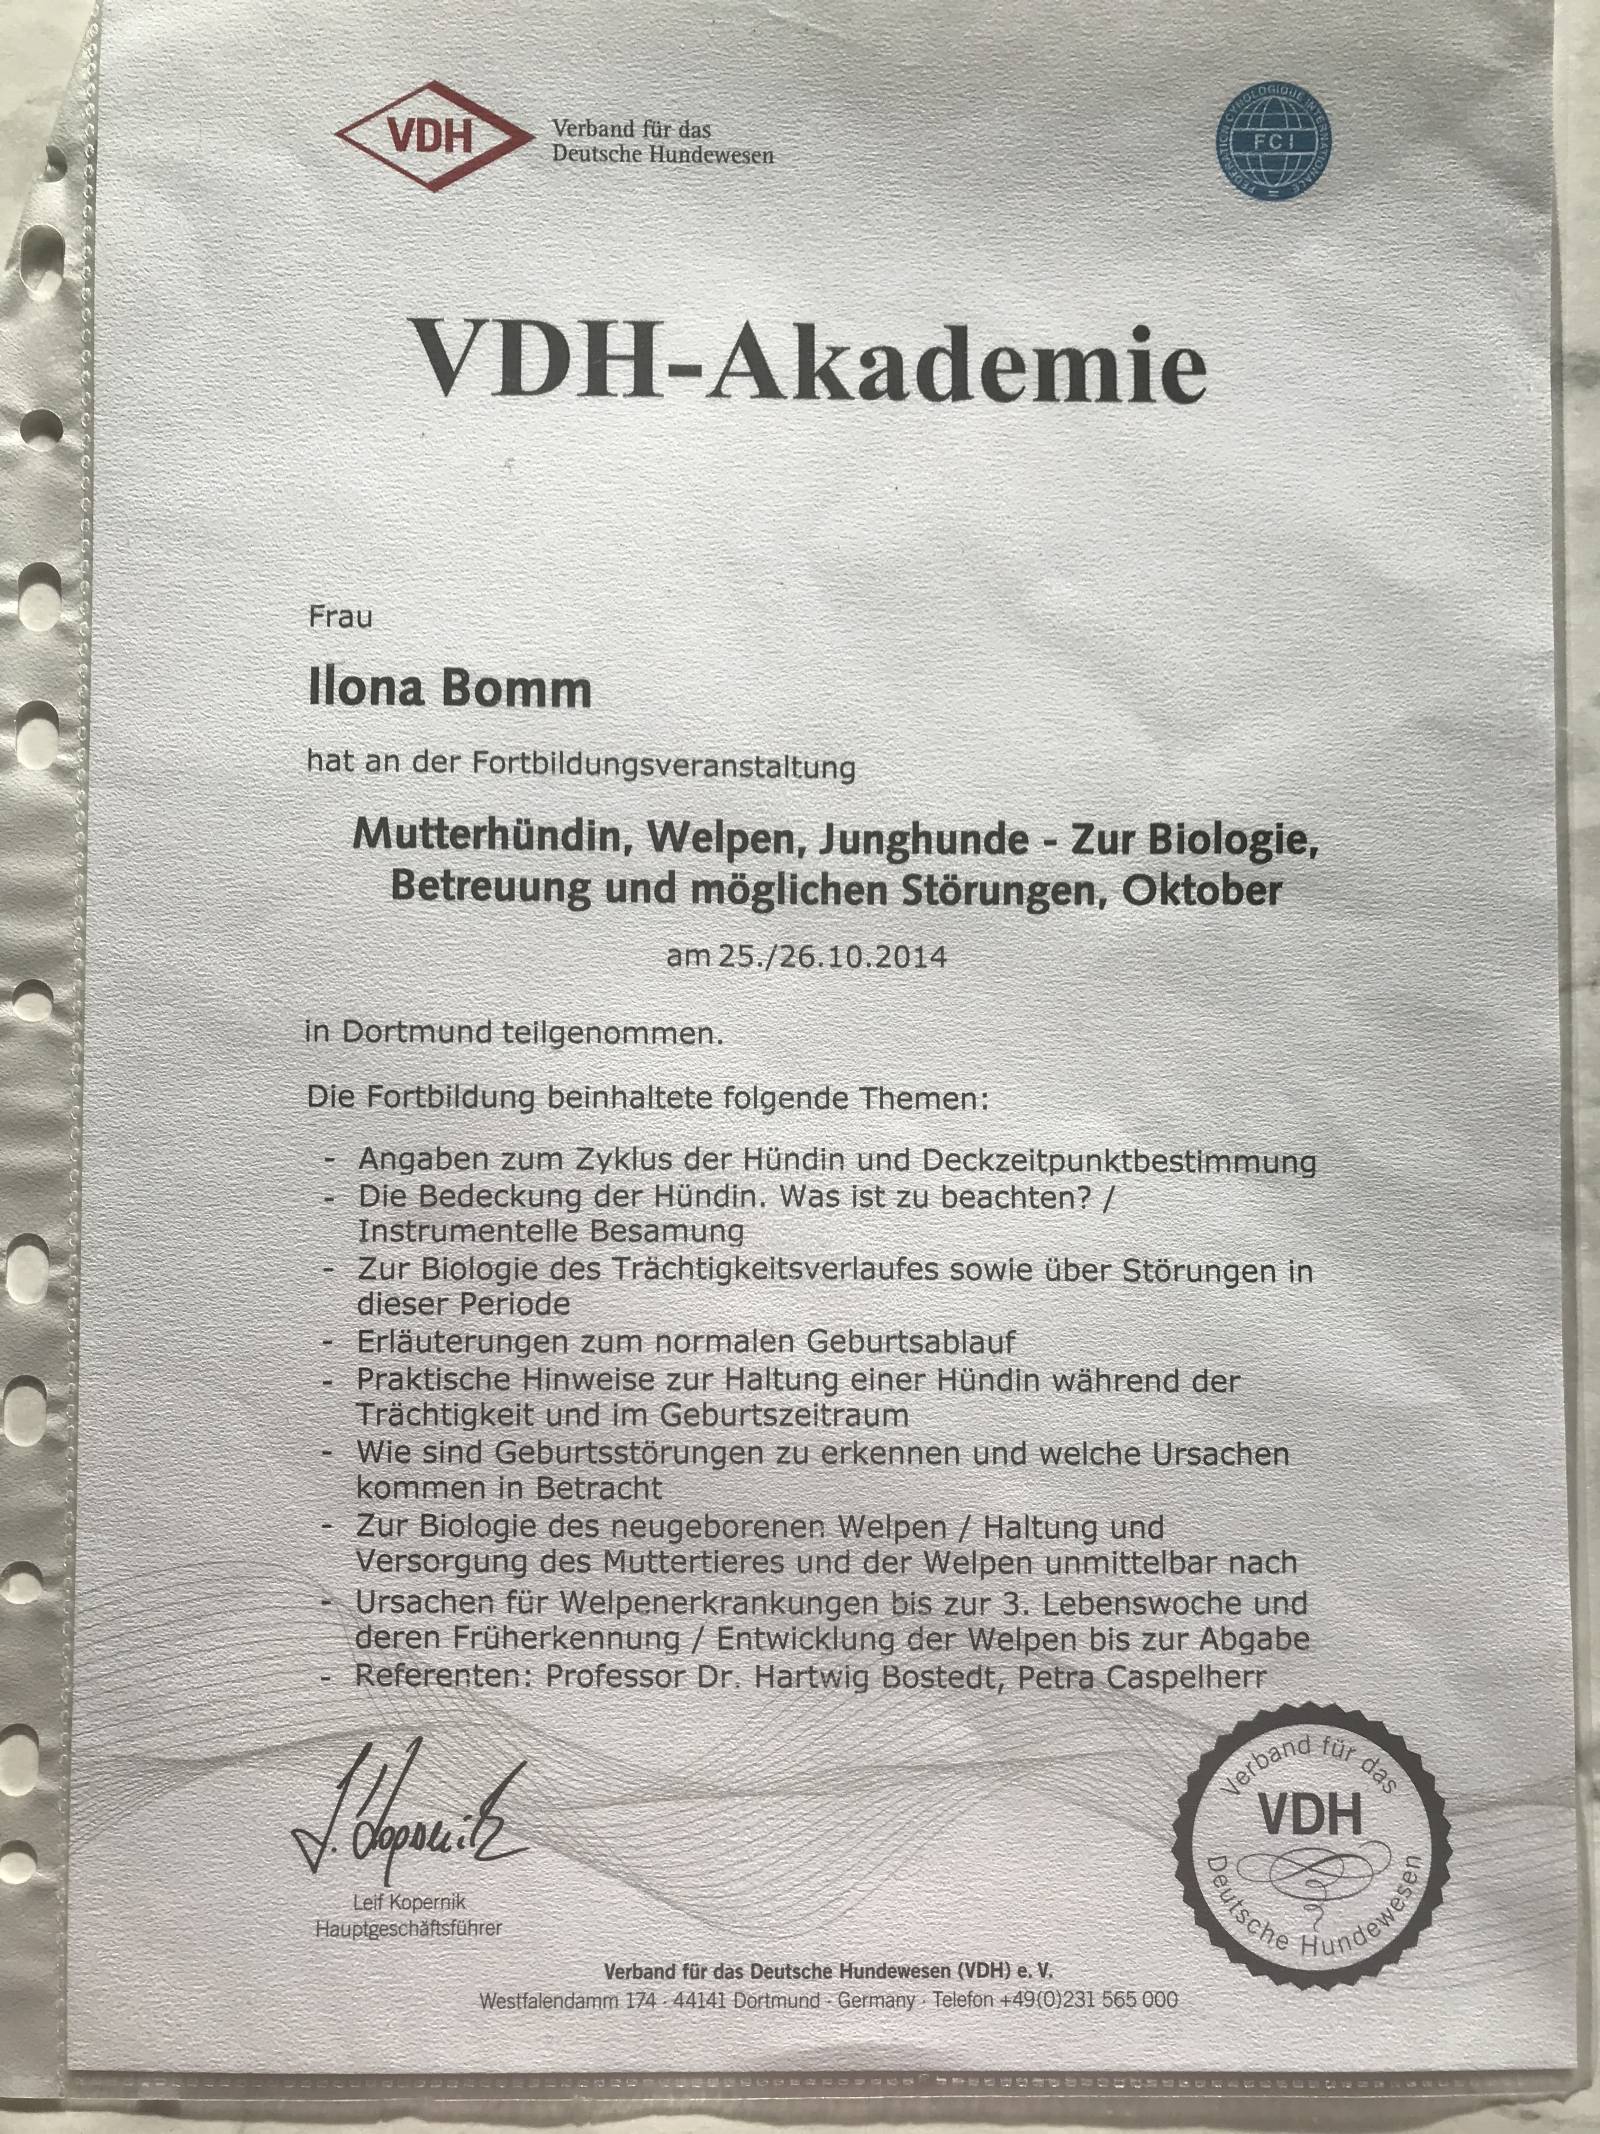 VDH
Verband für das
Deutsche Hundewesen
FEDERATION CYNOLOGIQUE INTERNATIONALE
FCI
VDH-Akademie
Frau
Ilona Bomm
hat an der Fortbildungsveranstaltung
Mutterhündin, Welpen, Junghunde - Zur Biologie,
Betreuung und möglichen Störungen, Oktober
am 25./26.10.2014
in Dortmund teilgenommen.
Die Fortbildung beinhaltete folgende Themen:
- Angaben zum Zyklus der Hündin und Deckzeitpunktbestimmung
- Die Bedeckung der Hündin. Was ist zu beachten? /
Instrumentelle Besamung
- Zur Biologie des Trächtigkeitsverlaufes sowie über Störungen in
dieser Periode
- Erläuterungen zum normalen Geburtsablauf
- Praktische Hinweise zur Haltung einer Hündin während der
Trächtigkeit und im Geburtszeitraum
- Wie sind Geburtsstörungen zu erkennen und welche Ursachen
kommen in Betracht
- Zur Biologie des neugeborenen Welpen / Haltung und
Versorgung des Muttertieres und der Welpen unmittelbar nach
- Ursachen für Welpenerkrankungen bis zur 3. Lebenswoche und
deren Früherkennung / Entwicklung der Welpen bis zur Abgabe
- Referenten: Professor Dr. Hartwig Bostedt, Petra Caspelherr
L. Kopernik
Leif Kopernik
Hauptgeschäftsführer
Verband für das
VDH
Deutsche Hundewesen
Verband für das Deutsche Hundewesen (VDH) e. V.
Westfalendamm 174 · 44141 Dortmund - Germany · Telefon +49(0)231 565 000